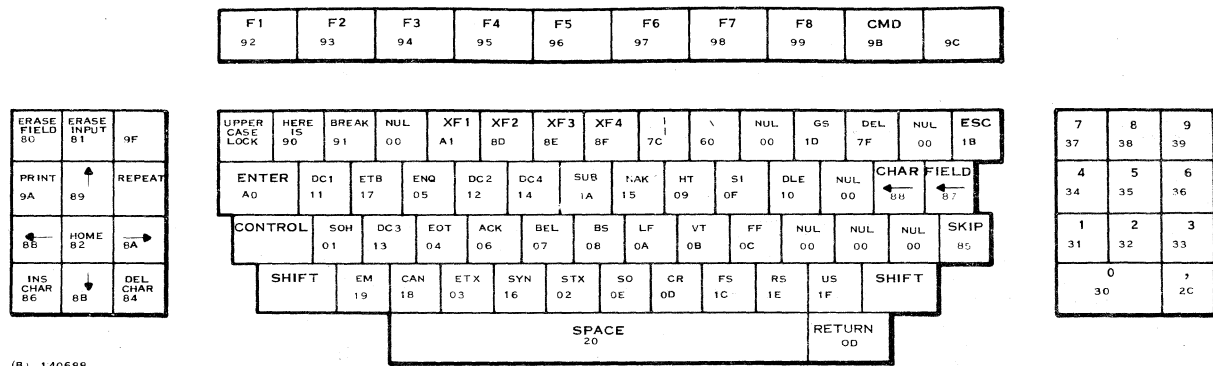 F1 F2 F3 F4 F5 F6 F7 F8 CMD
92 93 94 95 96 97 98 99 9B 9C
ERASE FIELD 80 ERASE INPUT 81 9F
PRINT 9A 89 REPEAT
8B HOME 82 8A
INS CHAR 86 8B DEL CHAR 84
UPPER CASE LOCK HERE IS 90 BREAK 91 NUL 00 XF1 A1 XF2 8D XF3 8E XF4 8F | 7C \ 60 NUL 00 GS 1D DEL 7F NUL 00 ESC 1B
ENTER A0 DC1 11 ETB 17 ENQ 05 DC2 12 DC4 14 SUB 1A NAK 15 HT 09 S1 0F DLE 10 NUL 00 CHAR 88 FIELD 87
CONTROL SOH 01 DC3 13 EOT 04 ACK 06 BEL 07 BS 08 LF 0A VT 0B FF 0C NUL 00 NUL 00 NUL 00 SKIP 85
SHIFT EM 19 CAN 18 ETX 03 SYN 16 STX 02 SO 0E CR 0D FS 1C RS 1E US 1F SHIFT
SPACE 20 RETURN 0D
7 8 9
37 38 39
4 5 6
34 35 36
1 2 3
31 32 33
0 ,
30 2C
(B) 140688